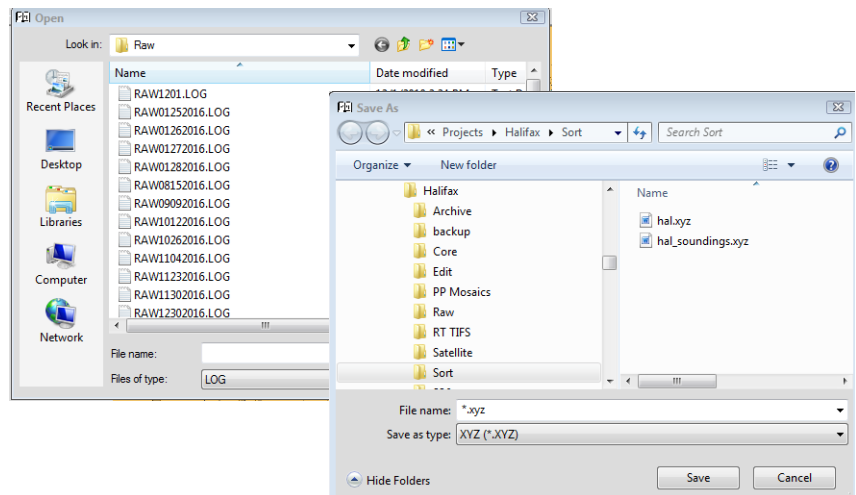 Open
Look in:
Raw
Name
Date modified
Type
Recent Places
Desktop
Libraries
Computer
Network
RAW1201.LOG
RAW01252016.LOG
RAW01262016.LOG
RAW01272016.LOG
RAW01282016.LOG
RAW08152016.LOG
RAW09092016.LOG
RAW10122016.LOG
RAW10262016.LOG
RAW11042016.LOG
RAW11232016.LOG
RAW11302016.LOG
RAW12302016.LOG
File name:
Files of type:
LOG
Save As
« Projects Halifax Sort
Search Sort
Organize
New folder
Halifax
Archive
backup
Core
Edit
PP Mosaics
Raw
RT TIFS
Satellite
Sort
Name
hal.xyz
hal_soundings.xyz
File name:
*.xyz
Save as type:
XYZ (*.XYZ)
Hide Folders
Save
Cancel